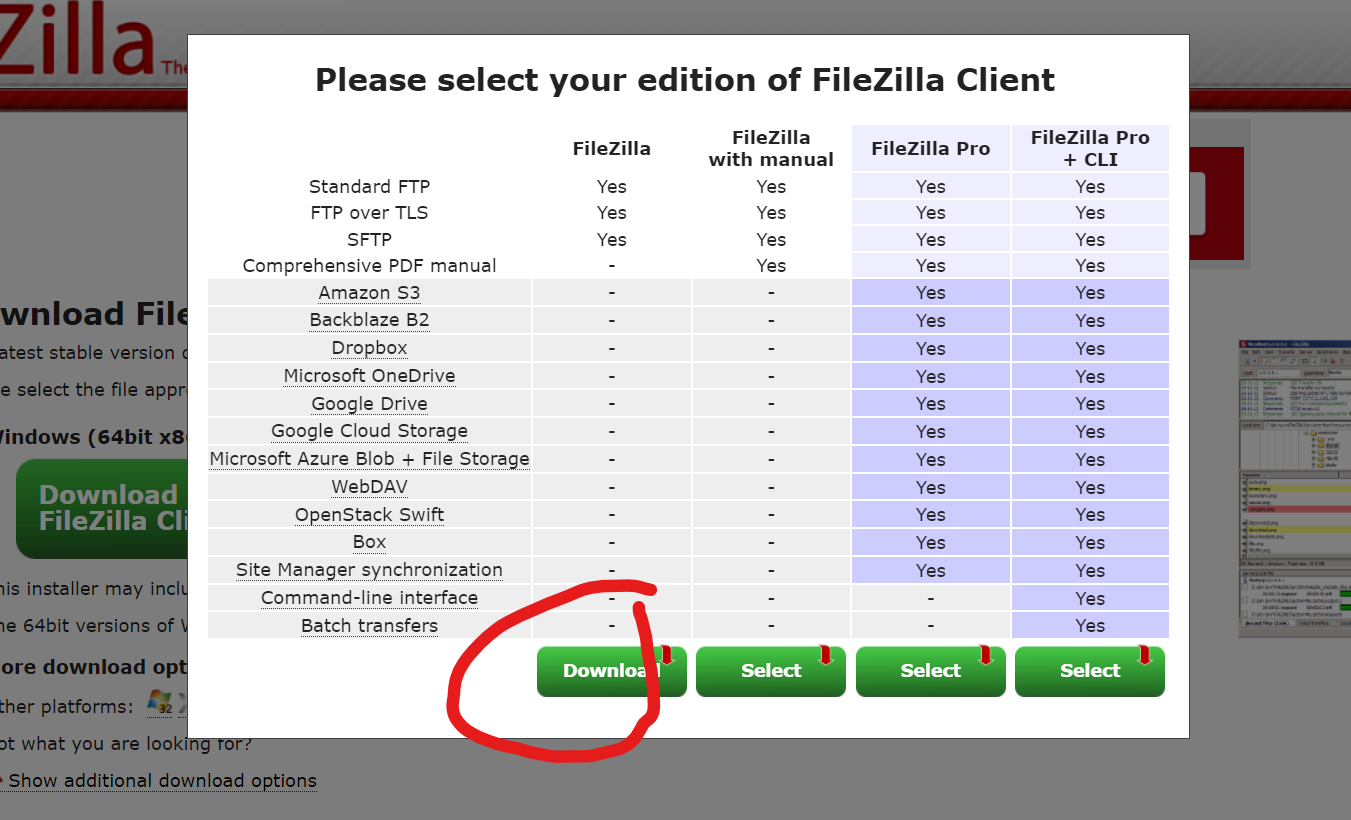 Zilla The
Please select your edition of FileZilla Client
FileZilla FileZilla with manual FileZilla Pro FileZilla Pro + CLI
Standard FTP Yes Yes Yes Yes
FTP over TLS Yes Yes Yes Yes
SFTP Yes Yes Yes Yes
Comprehensive PDF manual - Yes Yes Yes
Amazon S3 - - Yes Yes
Backblaze B2 - - Yes Yes
Dropbox - - Yes Yes
Microsoft OneDrive - - Yes Yes
Google Drive - - Yes Yes
Google Cloud Storage - - Yes Yes
Microsoft Azure Blob + File Storage - - Yes Yes
WebDAV - - Yes Yes
OpenStack Swift - - Yes Yes
Box - - Yes Yes
Site Manager synchronization - - Yes Yes
Command-line interface - - - Yes
Batch transfers - - - Yes
Download Select Select Select
wnload File
atest stable version
e select the file appr
Windows (64bit x8
Download
FileZilla Cli
his installer may inclu
he 64bit versions of W
ore download opt
ther platforms: 32
ot what you are looking for?
Show additional download options